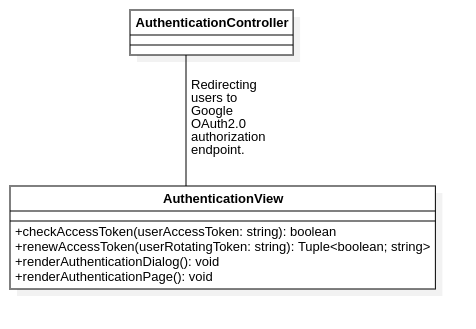 AuthenticationController
Redirecting
users to
Google
OAuth2.0
authorization
endpoint.
AuthenticationView
+checkAccessToken(userAccessToken: string): boolean
+renewAccessToken(userRotatingToken: string): Tuple<boolean; string>
+renderAuthenticationDialog(): void
+renderAuthenticationPage(): void